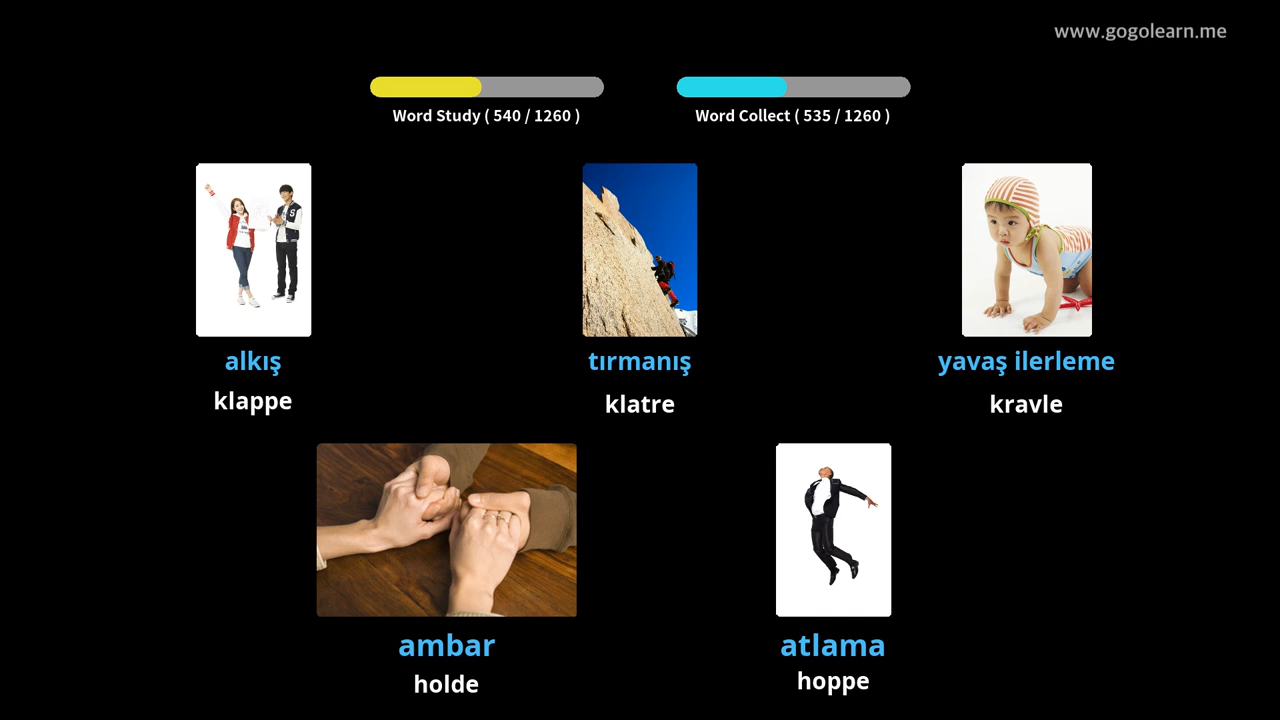 www.gogolearn.me
Word Study ( 540 / 1260 )
Word Collect ( 535 / 1260 )
alkış
tırmanış
yavaş ilerleme
klappe
klatre
kravle
ambar
atlama
holde
hoppe